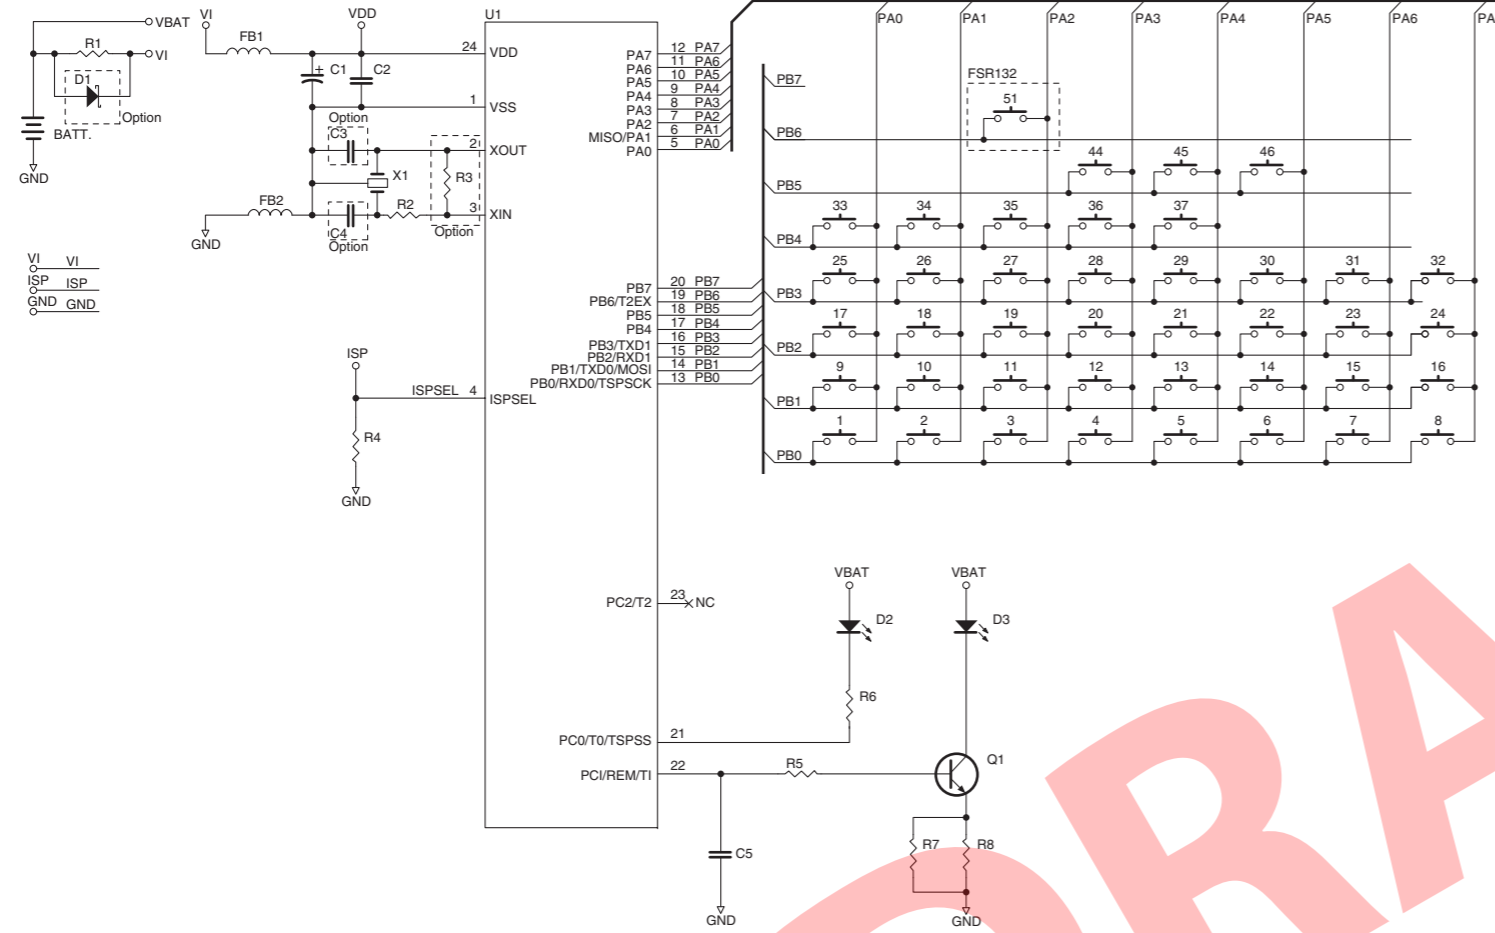 VBAT
R1
VI
D1
Option
BATT.
GND
VI
FB1
VDD
C1
C2
Option
C3
X1
R2
R3
Option
C4
Option
FB2
GND
VI VI
ISP ISP
GND GND
ISP
ISPSEL 4
R4
GND
U1
24 VDD
1 VSS
2 XOUT
3 XIN
ISPSEL
PA7 12 PA7
PA6 11 PA6
PA5 10 PA5
PA4 9 PA4
PA3 8 PA3
PA2 7 PA2
MISO/PA1 6 PA1
PA0 5 PA0
PB7 20 PB7
PB6/T2EX 19 PB6
PB5 18 PB5
PB4 17 PB4
PB3/TXD1 16 PB3
PB2/RXD1 15 PB2
PB1/TXD0/MOSI 14 PB1
PB0/RXD0/TSPSCK 13 PB0
PC2/T2 23 NC
PC0/T0/TSPSS 21
PCI/REM/TI 22
PA0 PA1 PA2 PA3 PA4 PA5 PA6 PA
PB7
FSR132
51
PB6
44 45 46
PB5
33 34 35 36 37
PB4
25 26 27 28 29 30 31 32
PB3
17 18 19 20 21 22 23 24
PB2
9 10 11 12 13 14 15 16
PB1
1 2 3 4 5 6 7 8
PB0
VBAT VBAT
D2 D3
R6
R5
Q1
C5
R7 R8
GND GND
ORA